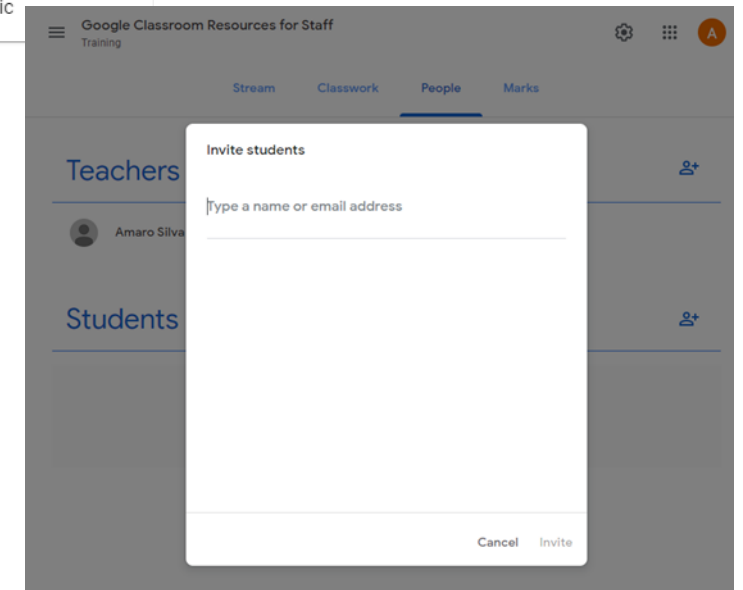 ic
Google Classroom Resources for Staff
Training
A
Stream Classwork People Marks
Invite students
Type a name or email address
Teachers
Amaro Silva
Students
Cancel Invite